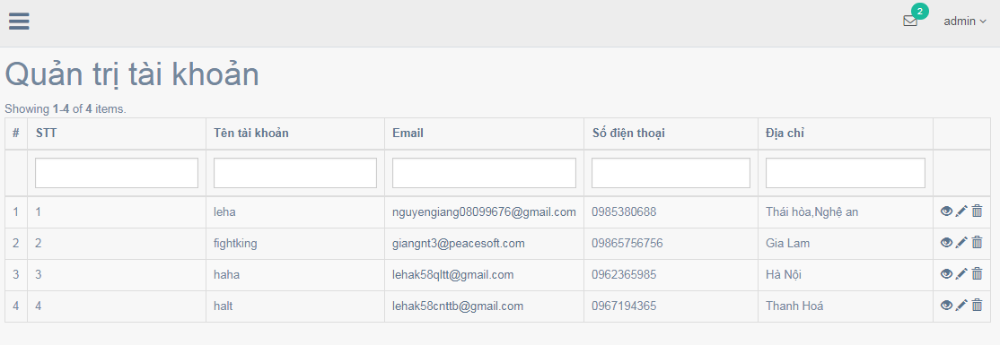 2
admin
Quản trị tài khoản
Showing 1-4 of 4 items.
# STT Tên tài khoản Email Số điện thoại Địa chỉ
1 1 leha nguyengiang08099676@gmail.com 0985380688 Thái hòa,Nghệ an
2 2 fightking giangnt3@peacesoft.com 09865756756 Gia Lam
3 3 haha lehak58qltt@gmail.com 0962365985 Hà Nội
4 4 halt lehak58cnttb@gmail.com 0967194365 Thanh Hoá